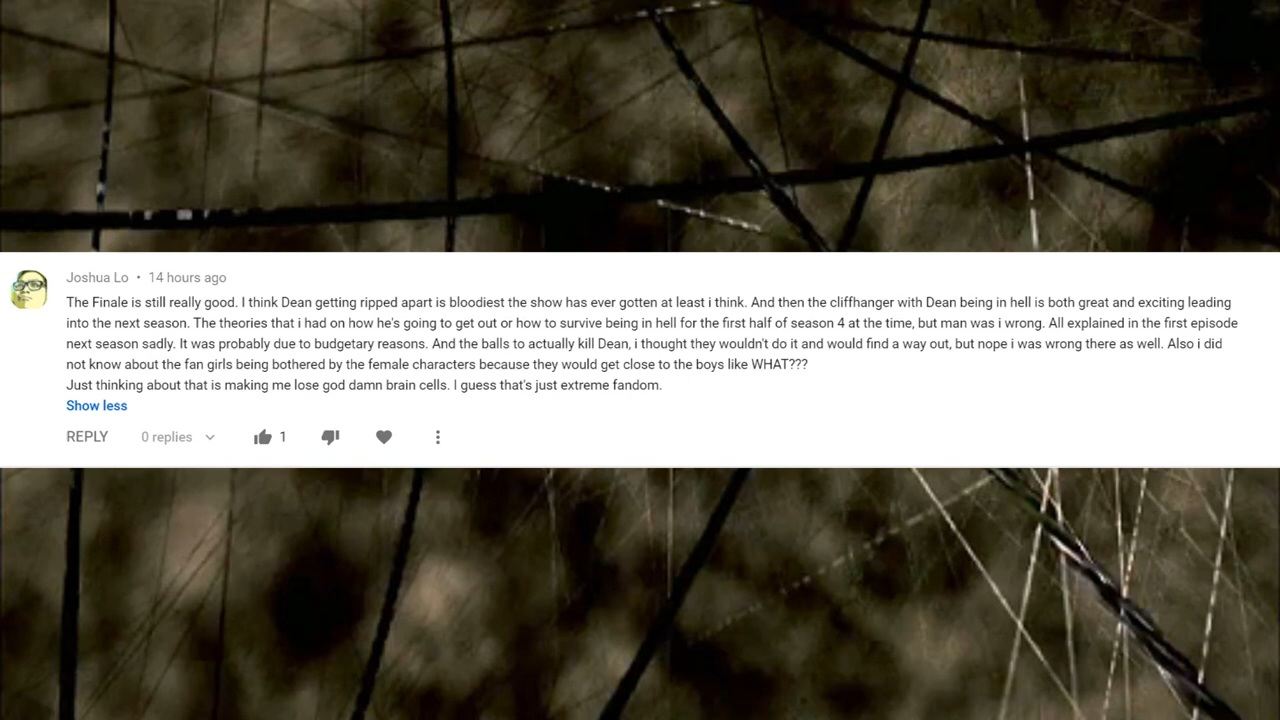 Joshua Lo • 14 hours ago
The Finale is still really good. I think Dean getting ripped apart is bloodiest the show has ever gotten at least i think. And then the cliffhanger with Dean being in hell is both great and exciting leading
into the next season. The theories that i had on how he's going to get out or how to survive being in hell for the first half of season 4 at the time, but man was i wrong. All explained in the first episode
next season sadly. It was probably due to budgetary reasons. And the balls to actually kill Dean, i thought they wouldn't do it and would find a way out, but nope i was wrong there as well. Also i did
not know about the fan girls being bothered by the female characters because they would get close to the boys like WHAT???
Just thinking about that is making me lose god damn brain cells. I guess that's just extreme fandom.
Show less
REPLY 0 replies 1